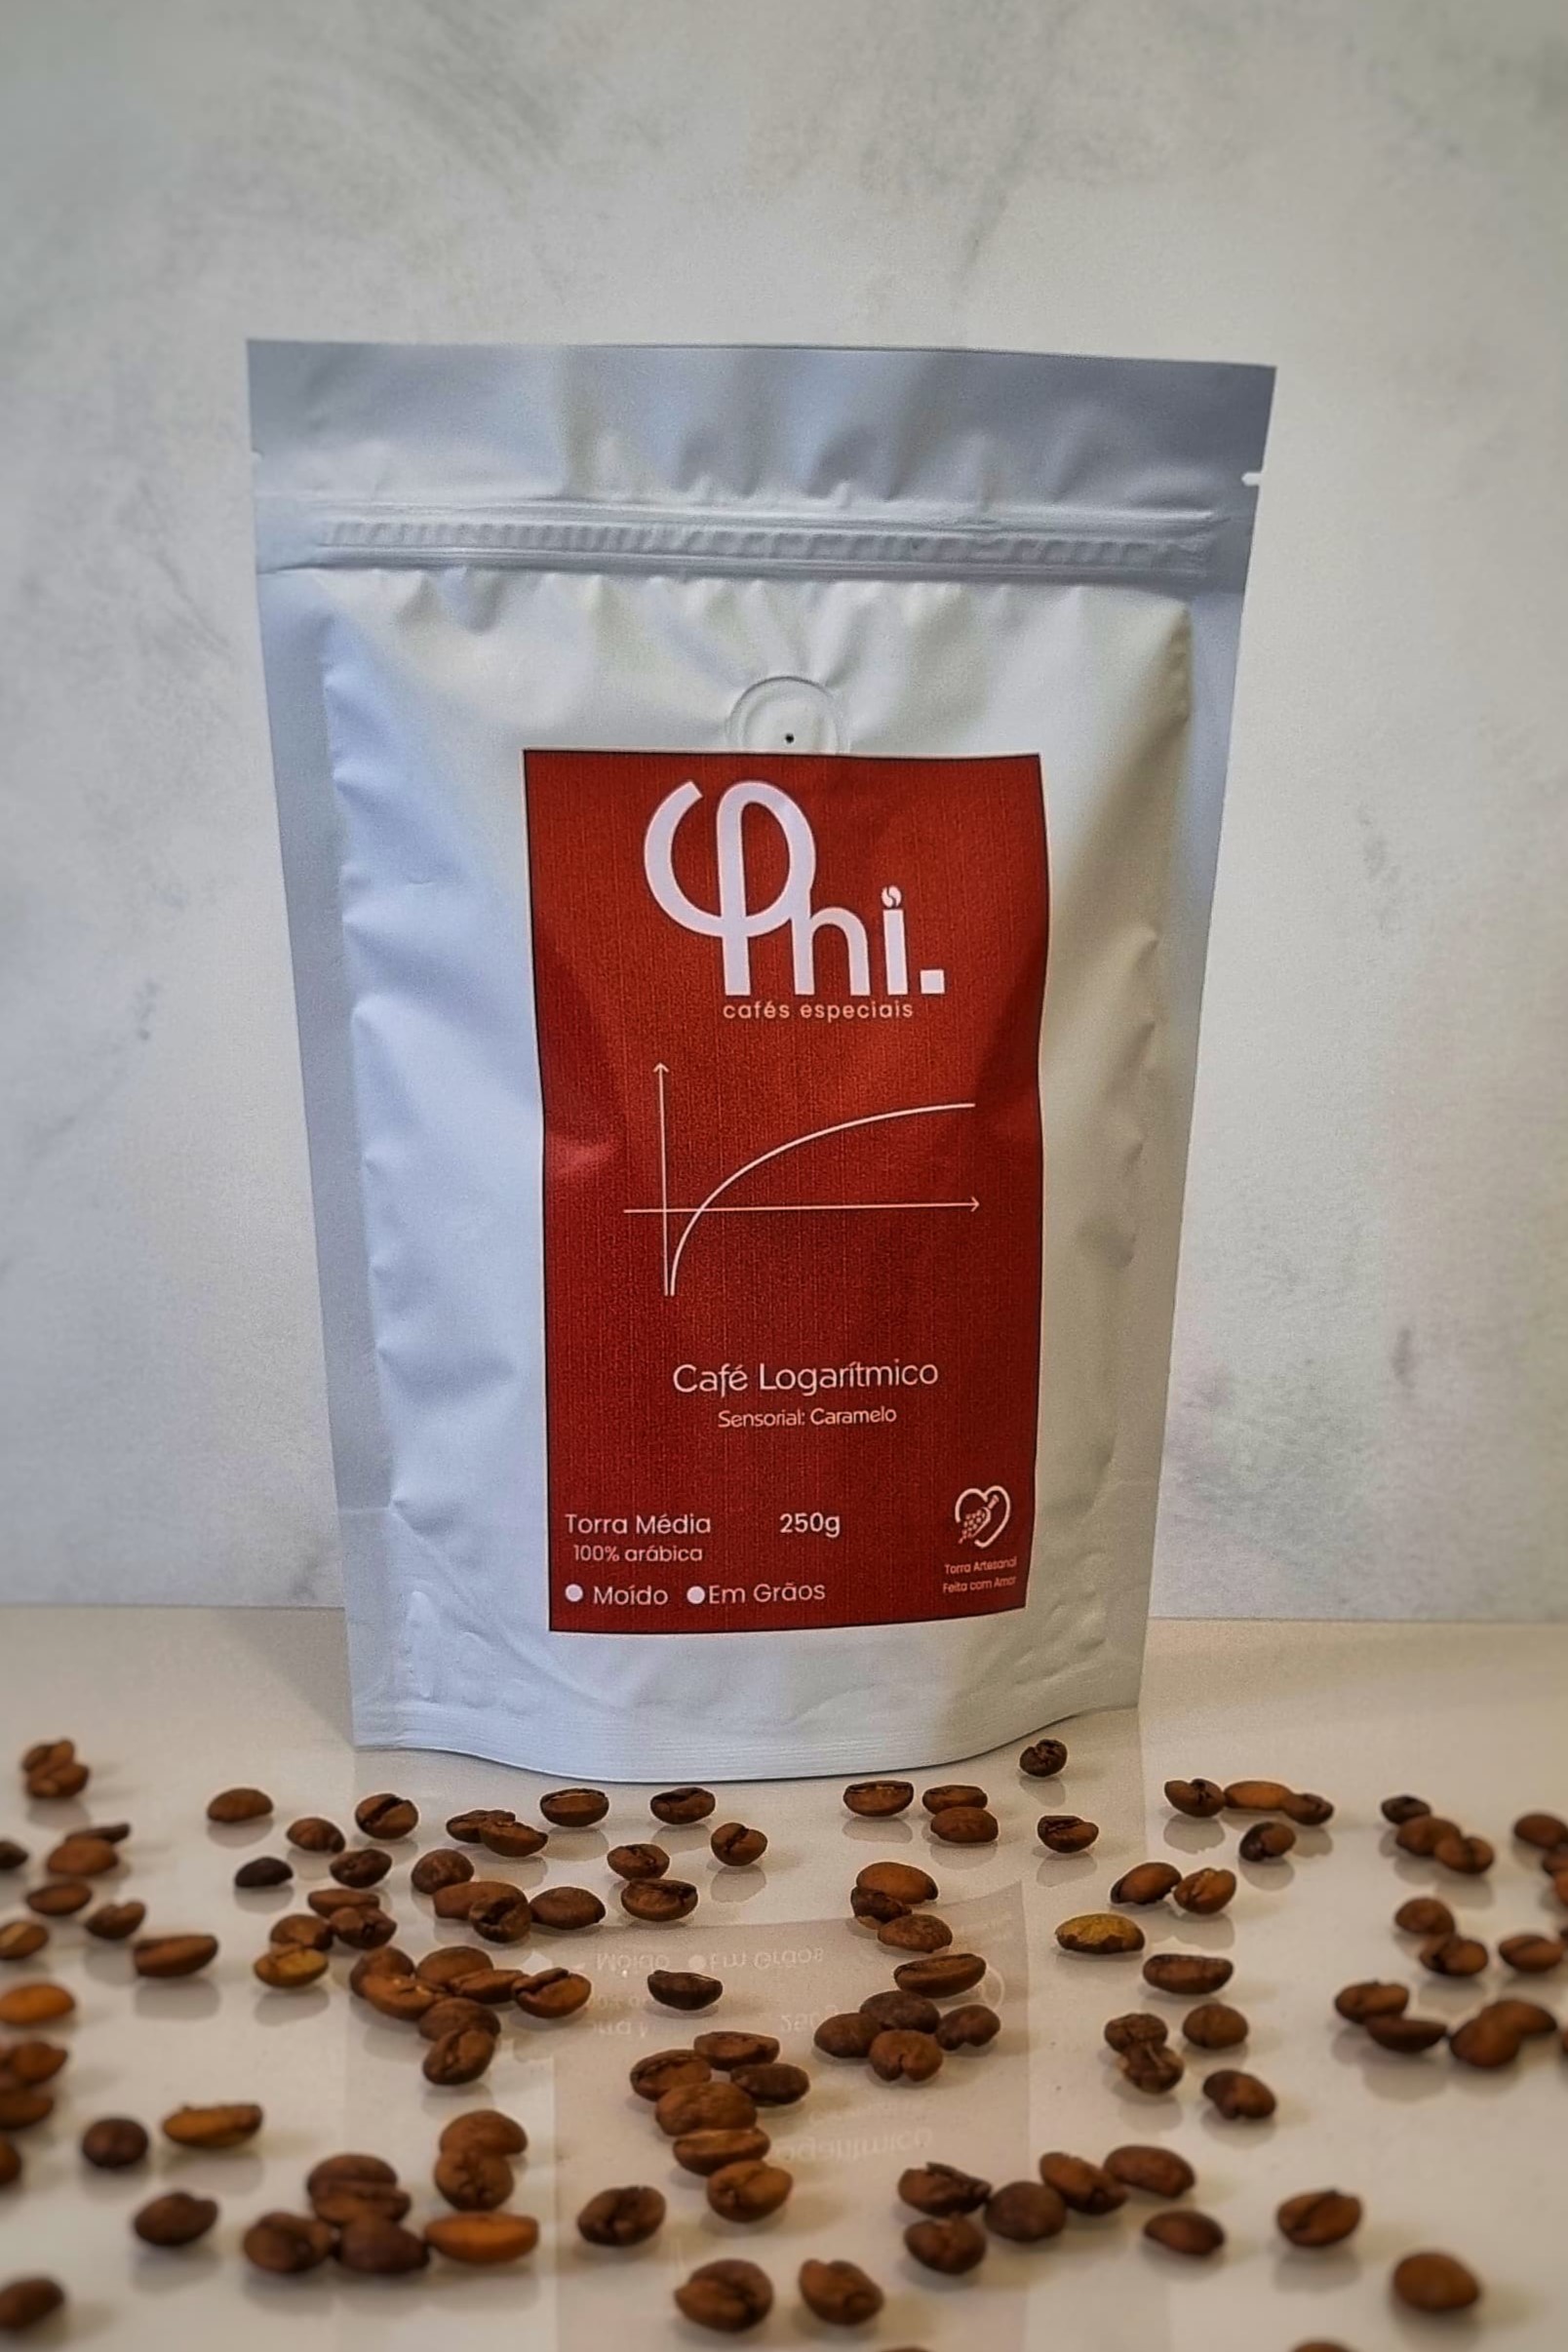 Phi.
cafés especiais
Café Logarítmico
Sensorial: Caramelo
Torra Média
250g
100% arábica
Moído
Em Grãos
Torra Artesanal
Feita com Amor